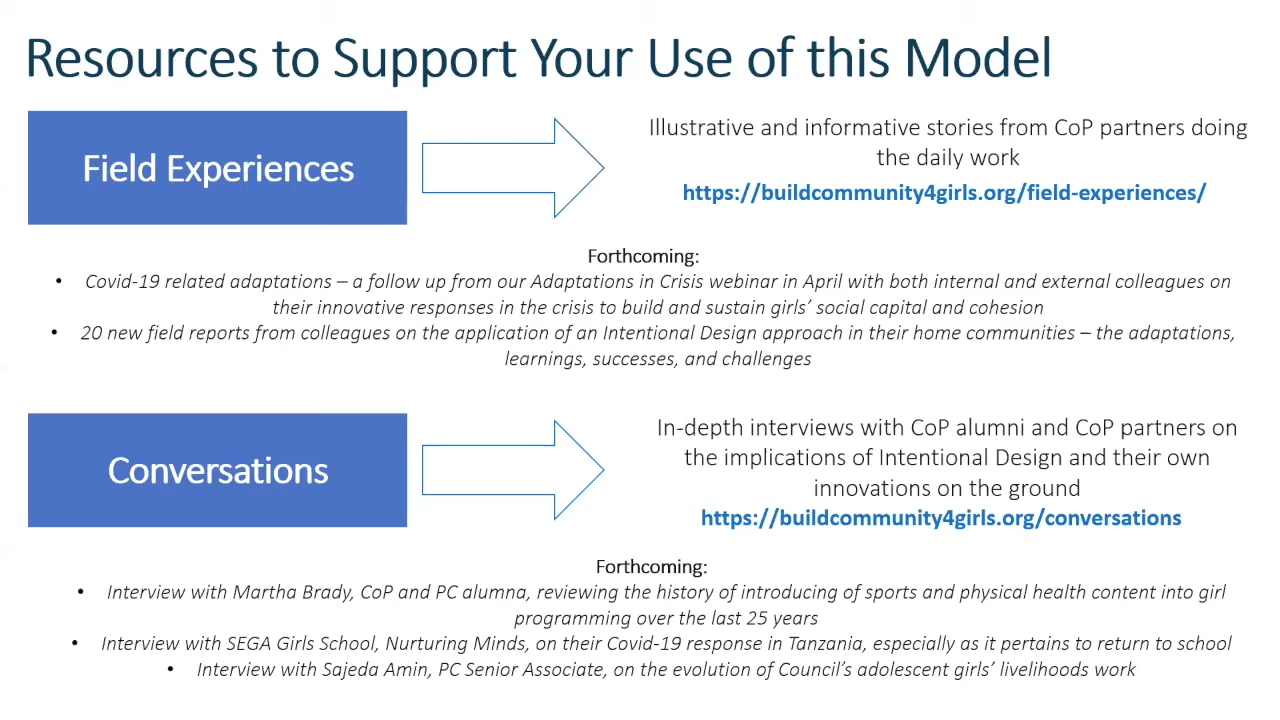 Resources to Support Your Use of this Model
Field Experiences
Illustrative and informative stories from CoP partners doing
the daily work
https://buildcommunity4girls.org/field-experiences/
Forthcoming:
• Covid-19 related adaptations – a follow up from our Adaptations in Crisis webinar in April with both internal and external colleagues on
their innovative responses in the crisis to build and sustain girls’ social capital and cohesion
• 20 new field reports from colleagues on the application of an Intentional Design approach in their home communities – the adaptations,
learnings, successes, and challenges
Conversations
In-depth interviews with CoP alumni and CoP partners on
the implications of Intentional Design and their own
innovations on the ground
https://buildcommunity4girls.org/conversations
Forthcoming:
• Interview with Martha Brady, CoP and PC alumna, reviewing the history of introducing of sports and physical health content into girl
programming over the last 25 years
• Interview with SEGA Girls School, Nurturing Minds, on their Covid-19 response in Tanzania, especially as it pertains to return to school
• Interview with Sajeda Amin, PC Senior Associate, on the evolution of Council’s adolescent girls’ livelihoods work